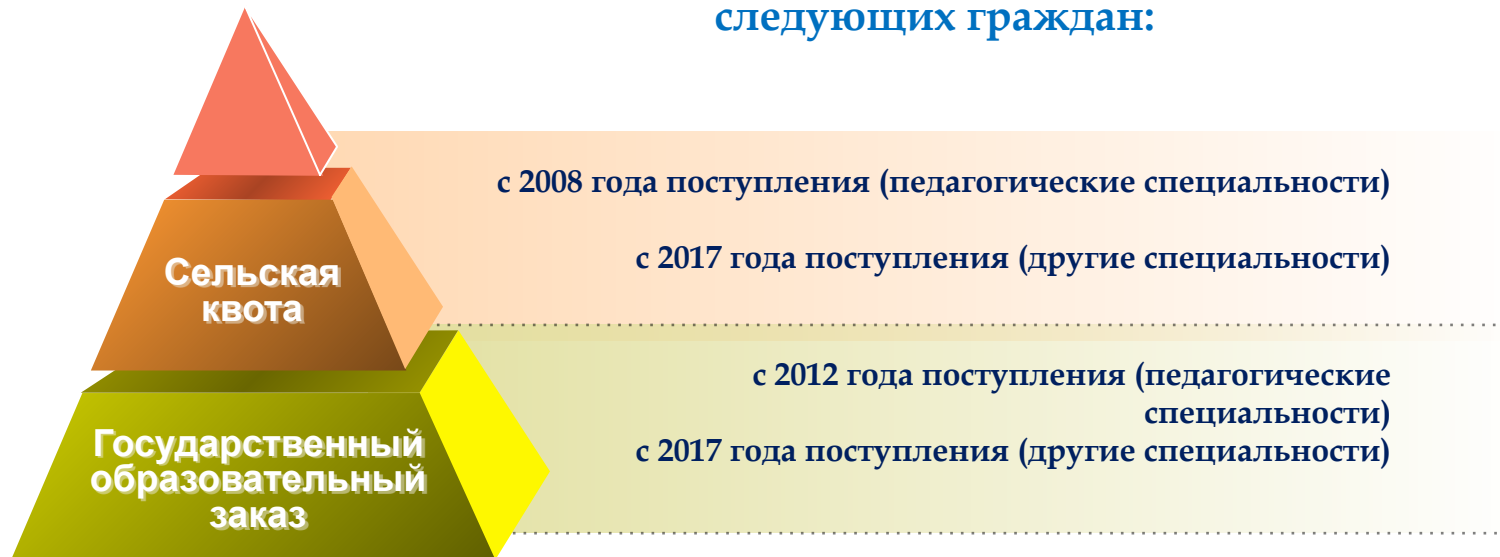 следующих граждан:
с 2008 года поступления (педагогические специальности)
с 2017 года поступления (другие специальности)
Сельская
квота
с 2012 года поступления (педагогические
специальности)
с 2017 года поступления (другие специальности)
Государственный
образовательный
заказ